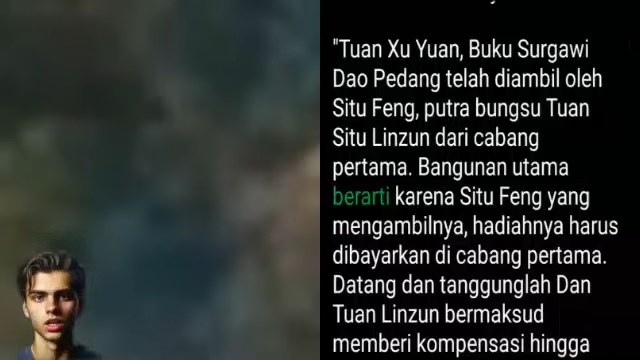 "Tuan Xu Yuan, Buku Surgawi
Dao Pedang telah diambil oleh
Situ Feng, putra bungsu Tuan
Situ Linzun dari cabang
pertama. Bangunan utama
berarti karena Situ Feng yang
mengambilnya, hadiahnya harus
dibayarkan di cabang pertama.
Datang dan tanggunglah Dan
Tuan Linzun bermaksud
memberi kompensasi hingga